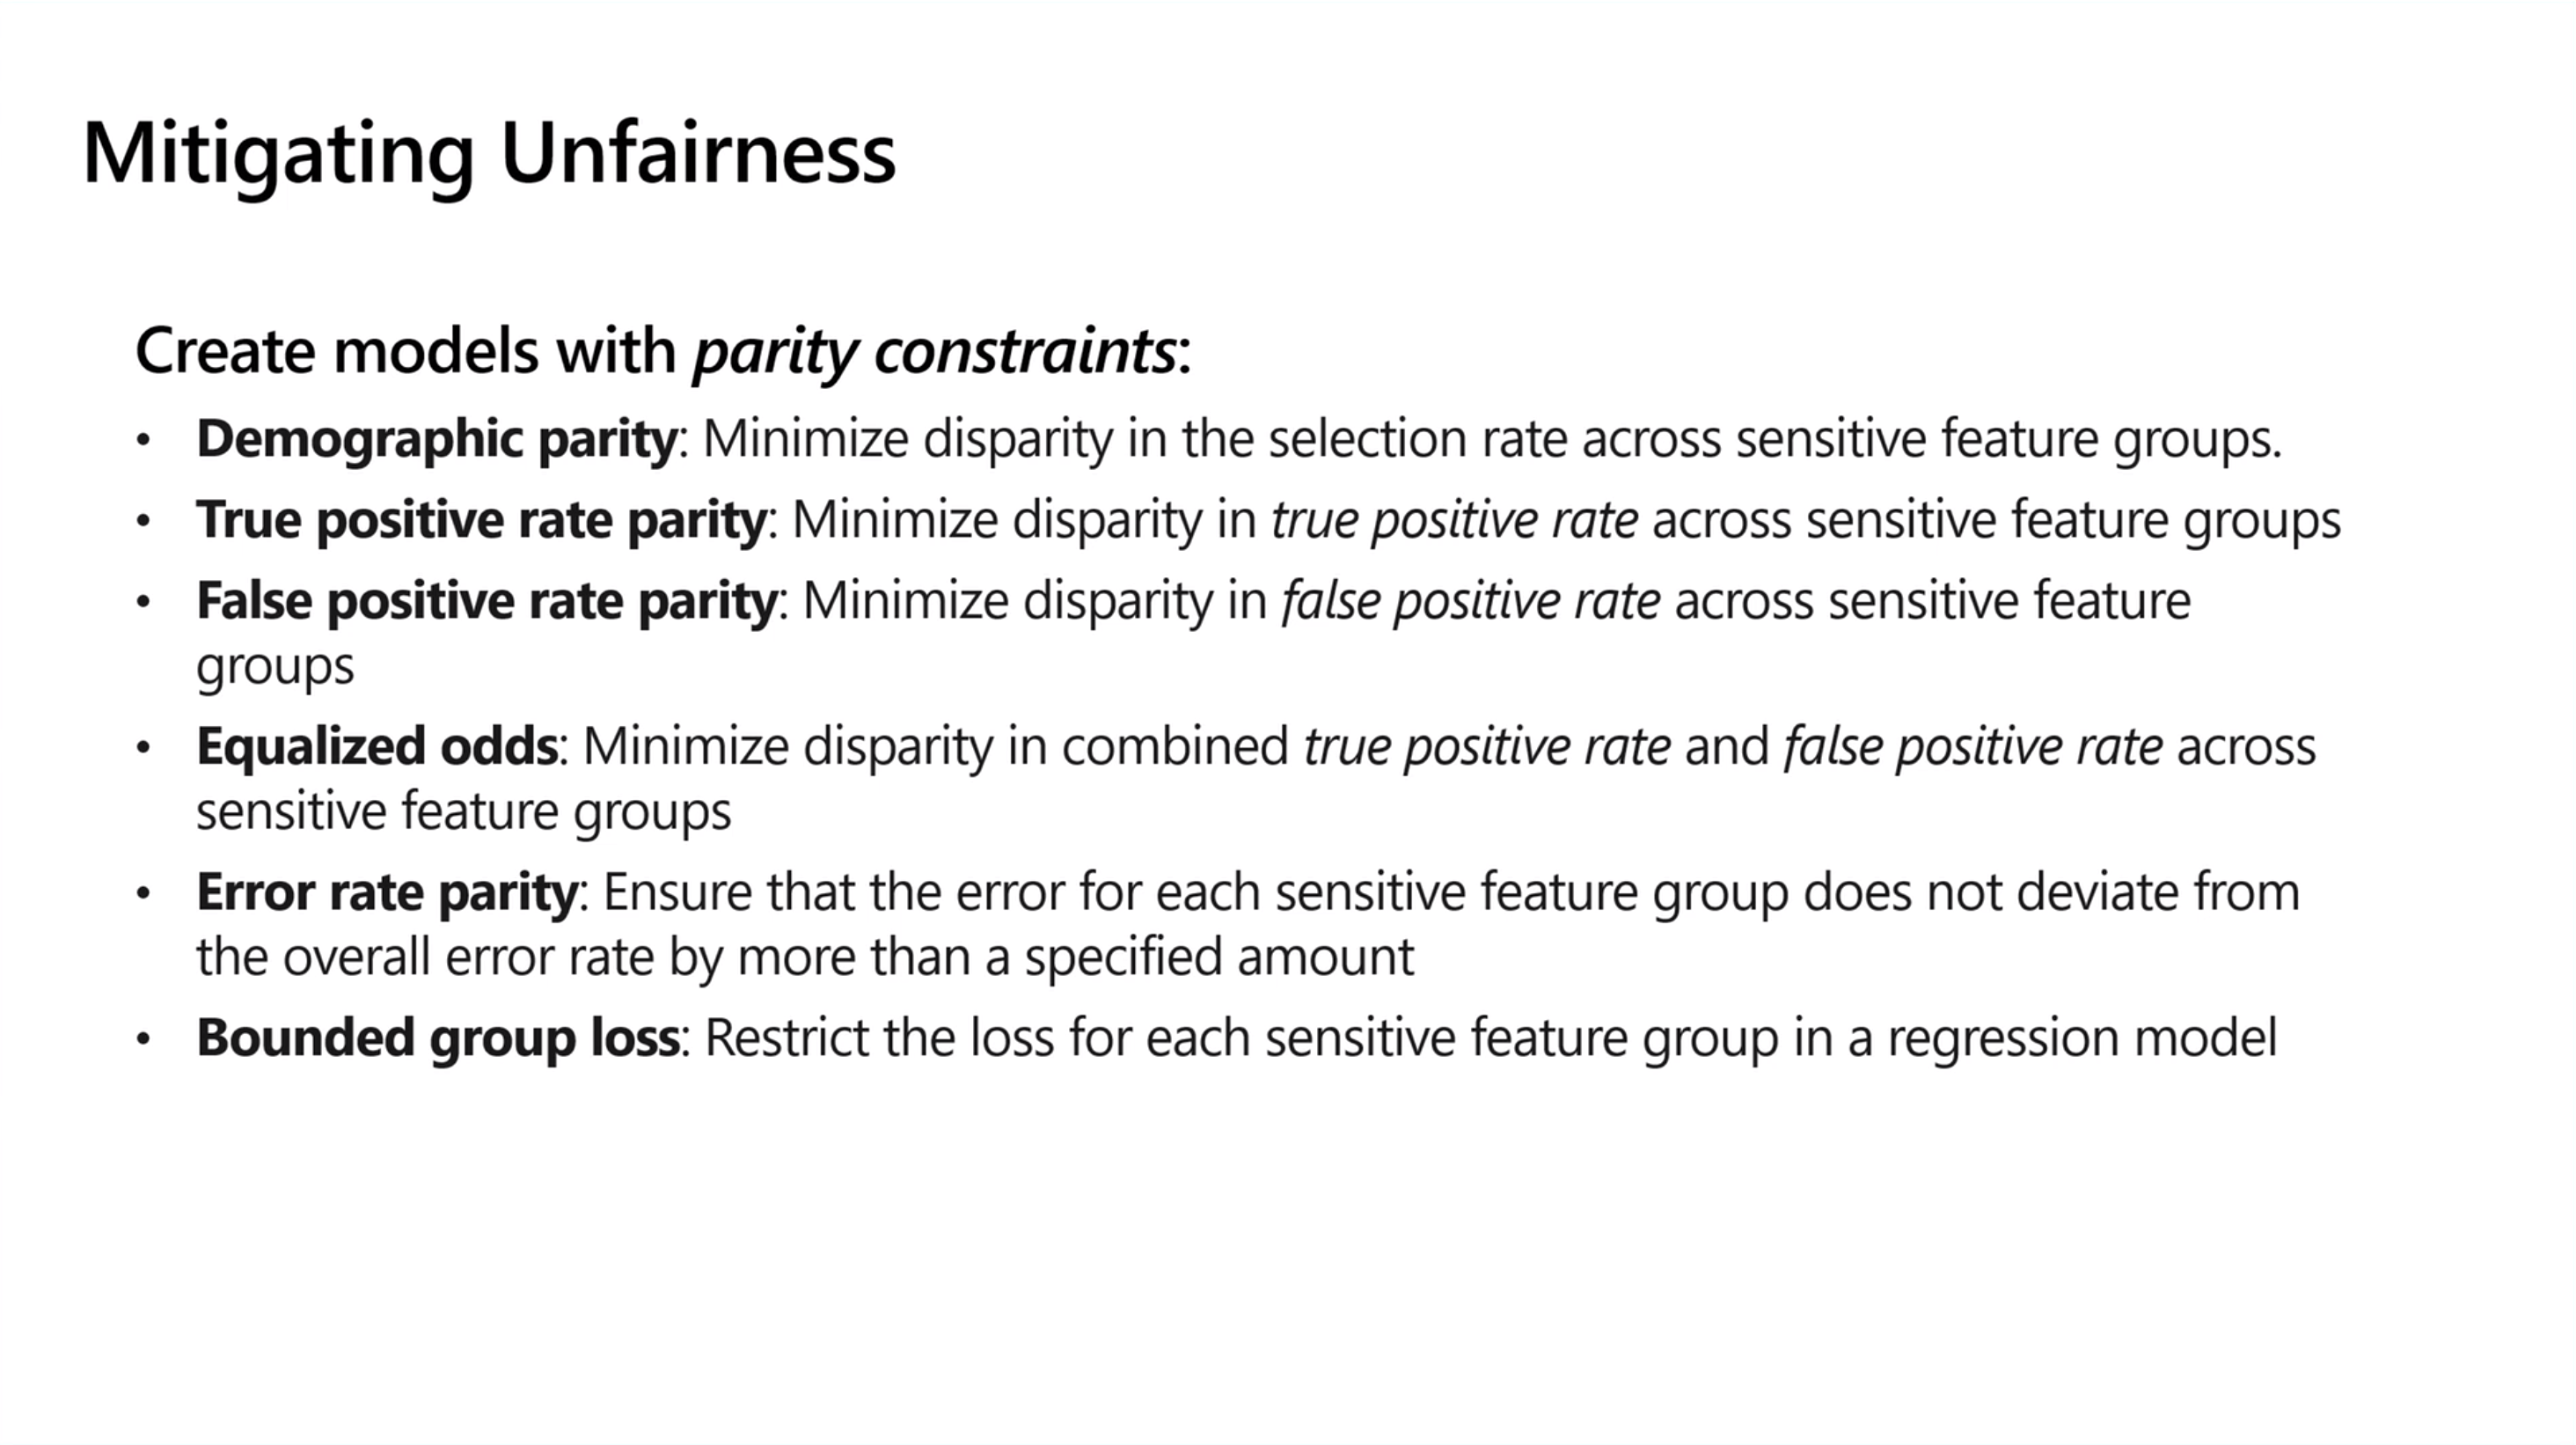 Mitigating Unfairness
Create models with parity constraints:
• Demographic parity: Minimize disparity in the selection rate across sensitive feature groups.
• True positive rate parity: Minimize disparity in true positive rate across sensitive feature groups
• False positive rate parity: Minimize disparity in false positive rate across sensitive feature
groups
• Equalized odds: Minimize disparity in combined true positive rate and false positive rate across
sensitive feature groups
• Error rate parity: Ensure that the error for each sensitive feature group does not deviate from
the overall error rate by more than a specified amount
• Bounded group loss: Restrict the loss for each sensitive feature group in a regression model